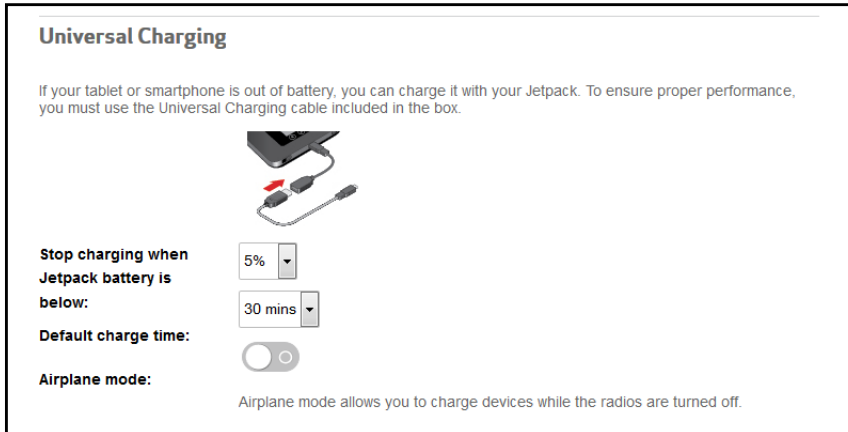 Universal Charging
If your tablet or smartphone is out of battery, you can charge it with your Jetpack. To ensure proper performance,
you must use the Universal Charging cable included in the box.
Stop charging when
Jetpack battery is
below:
5%
30 mins
Default charge time:
Airplane mode:
Airplane mode allows you to charge devices while the radios are turned off.